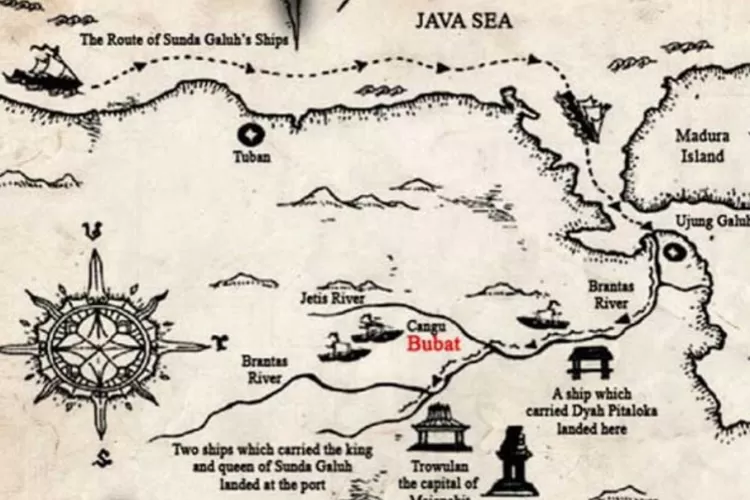 JAVA SEA
The Route of Sunda Galuh's Ships
Tuban
Madura
Island
Ujung Galuh
Brantas
River
Jetis River
Cangu
Bubat
Brantas
River
A ship which
carried Dyah Pitaloka
landed here
Two ships which carried the king
and queen of Sunda Galuh
landed at the port
Trowulan
the capital of
S